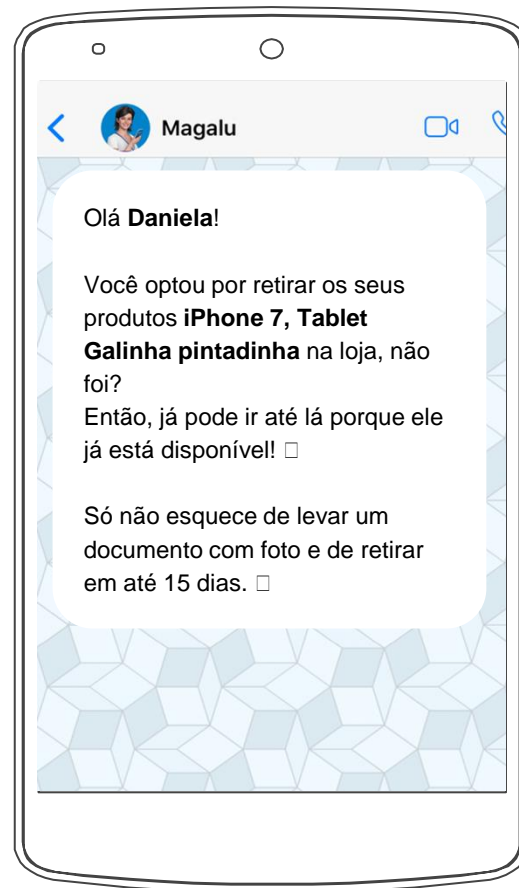 Magalu
Olá Daniela!
Você optou por retirar os seus
produtos iPhone 7, Tablet
Galinha pintadinha na loja, não
foi?
Então, já pode ir até lá porque ele
já está disponível! □
Só não esquece de levar um
documento com foto e de retirar
em até 15 dias. □